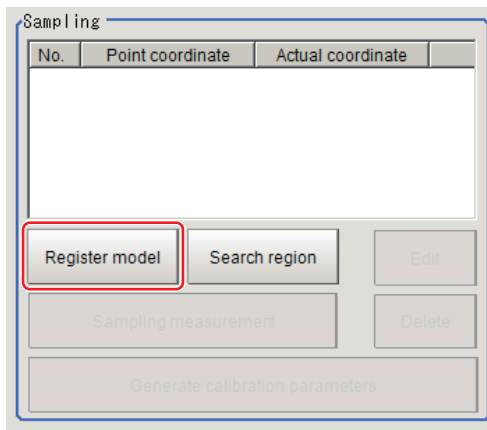 Sampling
No. Point coordinate Actual coordinate
Register model Search region Edit
Sampling measurement Delete
Generate calibration parameters